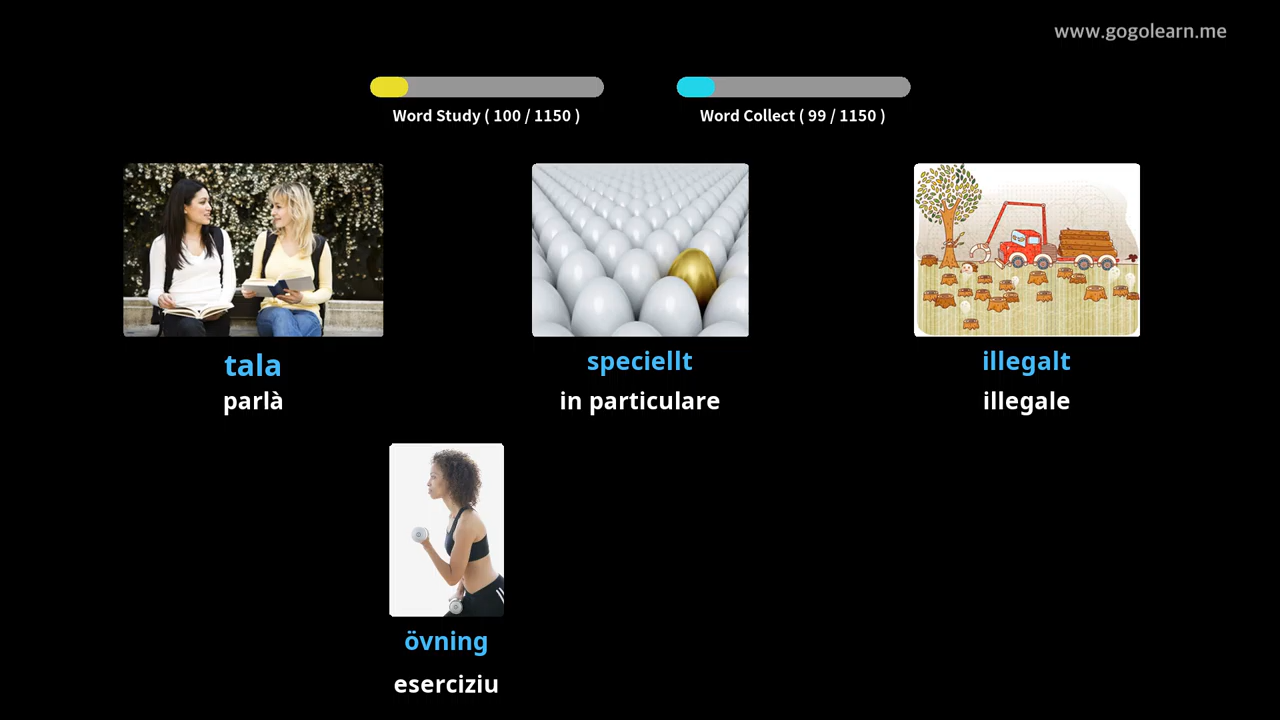 www.gogolearn.me
Word Study ( 100 / 1150 )
Word Collect ( 99 / 1150 )
tala
parlà
speciellt
in particulare
illegalt
illegale
övning
eserciziu